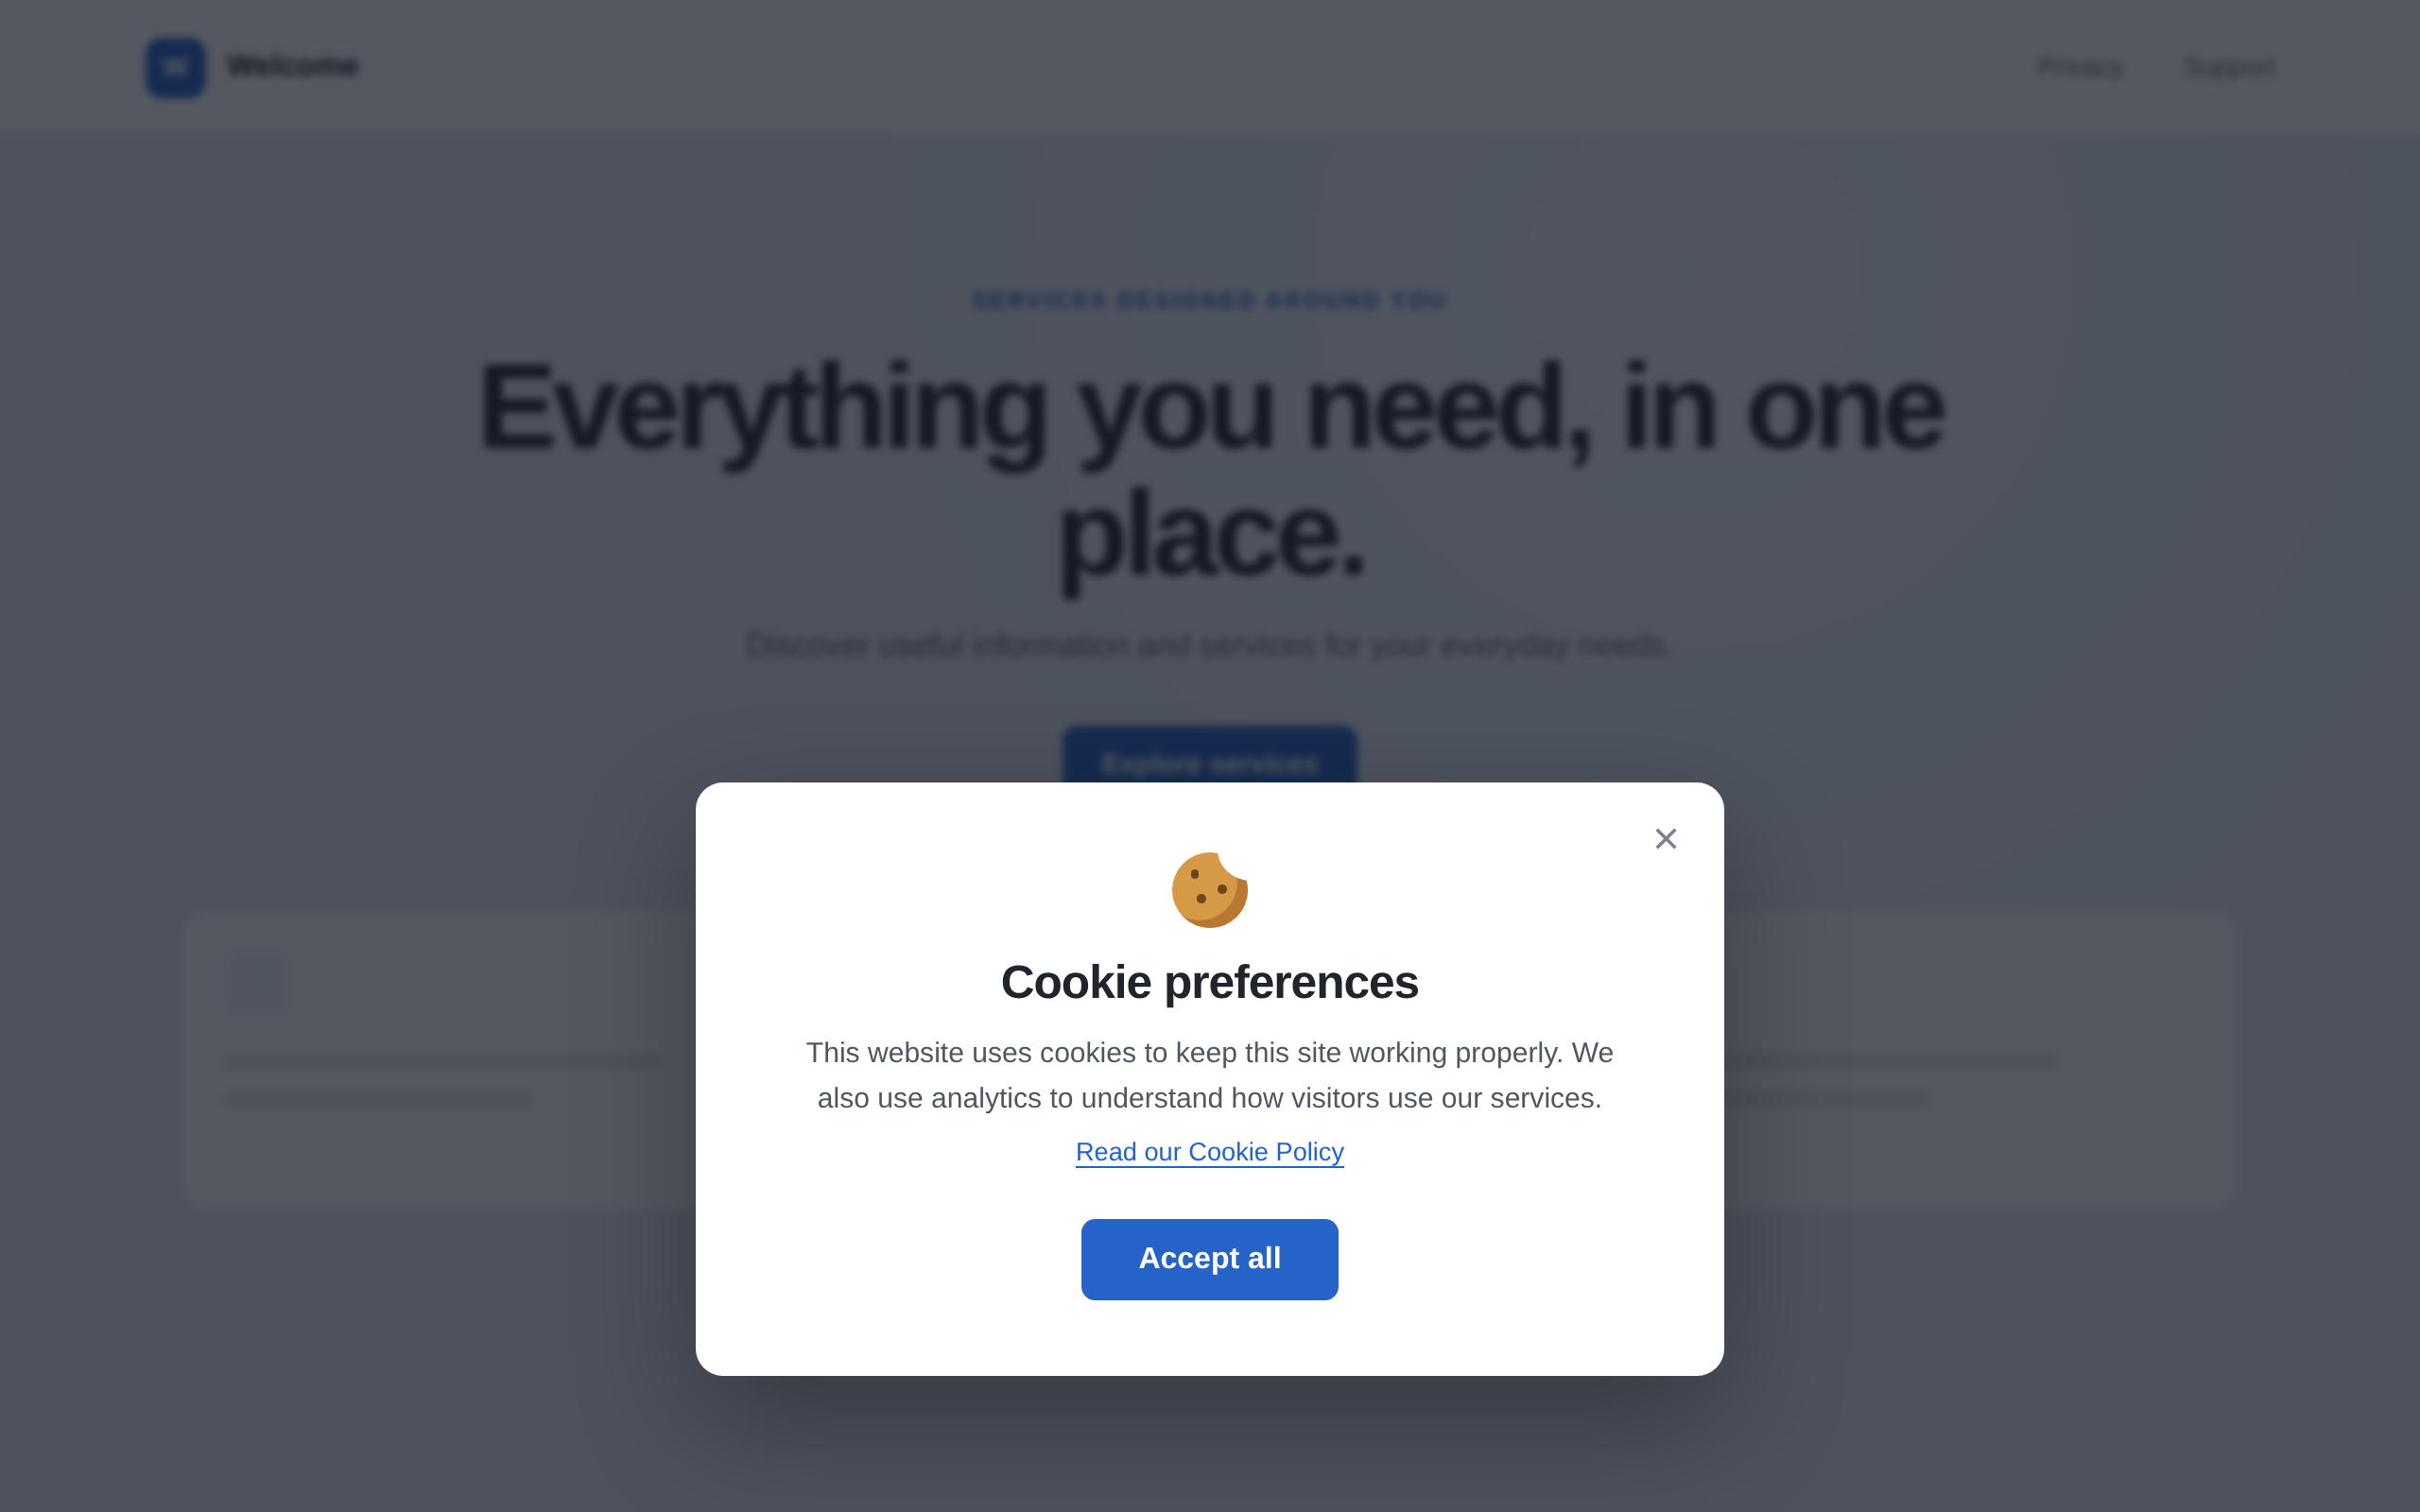 W Welcome
Privacy Support
SERVICES DESIGNED AROUND YOU
Everything you need, in one
place.
Discover useful information and services for your everyday needs.
Explore services
×
Cookie preferences
This website uses cookies to keep this site working properly. We
also use analytics to understand how visitors use our services.
Read our Cookie Policy
Accept all